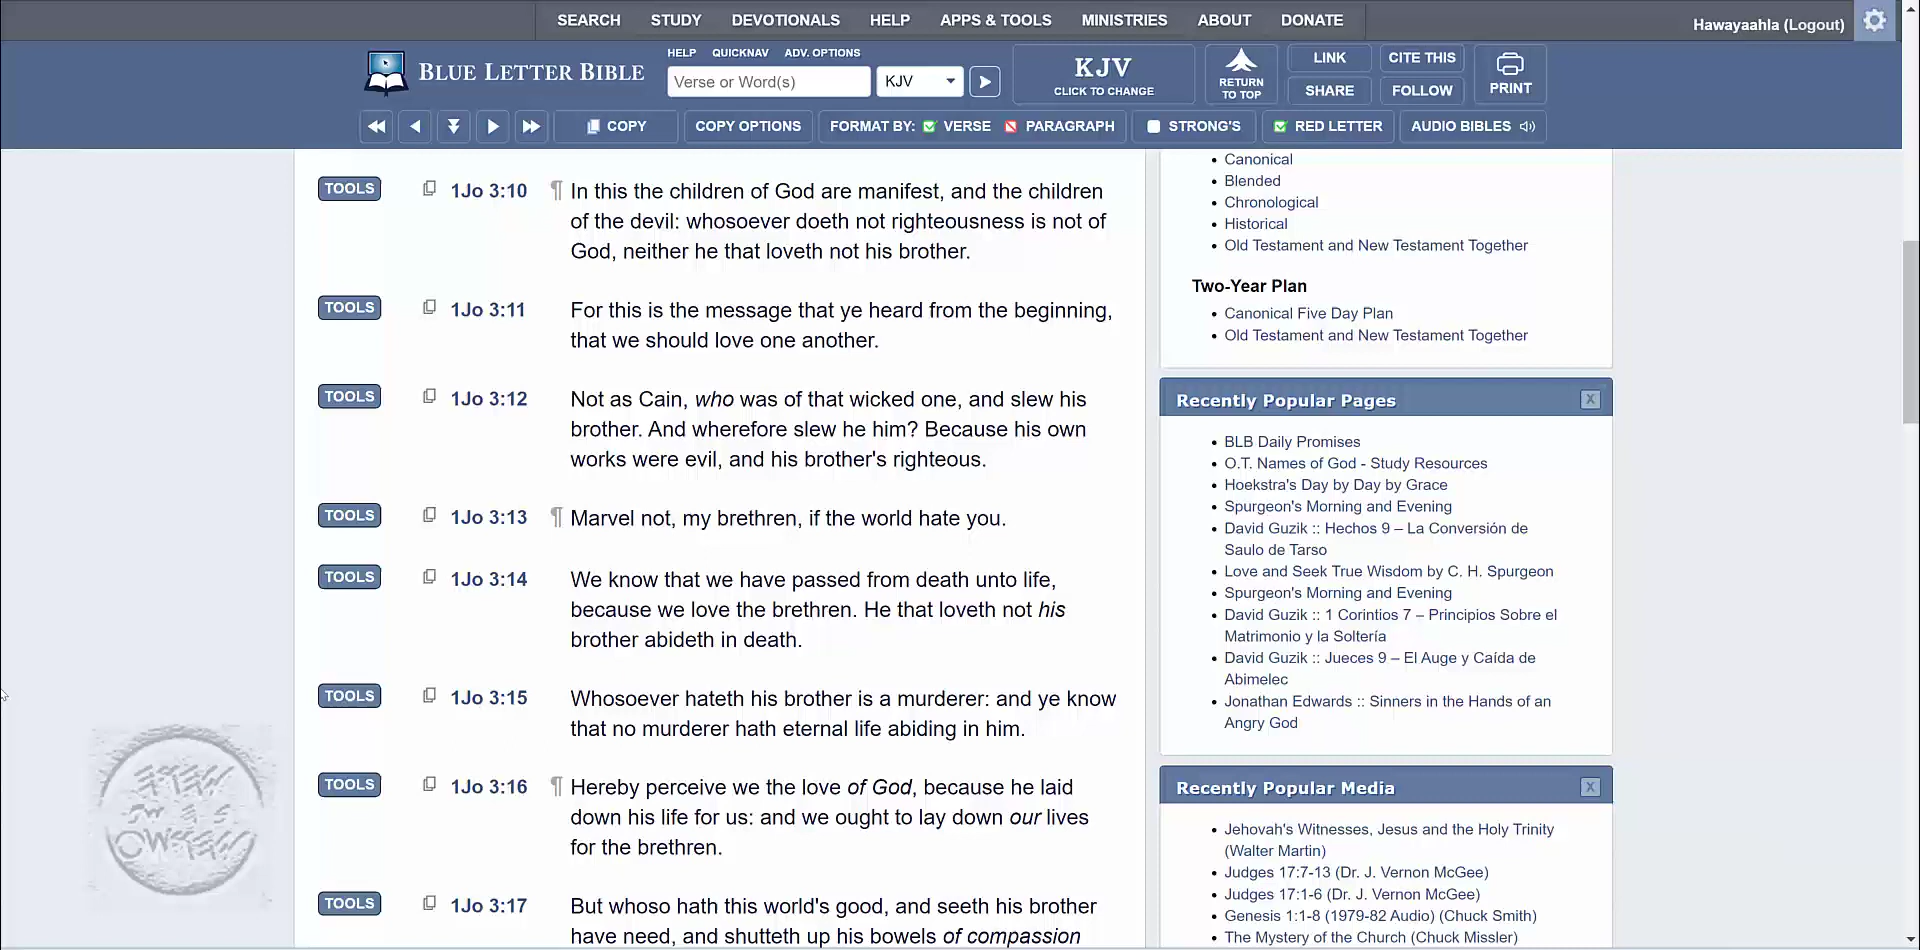 SEARCH STUDY DEVOTIONALS HELP APPS & TOOLS MINISTRIES ABOUT DONATE
Hawayaahla (Logout)
BLUE LETTER BIBLE
HELP QUICKNAV ADV. OPTIONS
Verse or Word(s)
KJV
KJV
CLICK TO CHANGE
RETURN
TO TOP
LINK
CITE THIS
SHARE
FOLLOW
PRINT
COPY
COPY OPTIONS
FORMAT BY: VERSE PARAGRAPH
STRONG'S
RED LETTER
AUDIO BIBLES
TOOLS 1Jo 3:10 ¶ In this the children of God are manifest, and the children
of the devil: whosoever doeth not righteousness is not of
God, neither he that loveth not his brother.
TOOLS 1Jo 3:11 For this is the message that ye heard from the beginning,
that we should love one another.
TOOLS 1Jo 3:12 Not as Cain, who was of that wicked one, and slew his
brother. And wherefore slew he him? Because his own
works were evil, and his brother's righteous.
TOOLS 1Jo 3:13 ¶ Marvel not, my brethren, if the world hate you.
TOOLS 1Jo 3:14 We know that we have passed from death unto life,
because we love the brethren. He that loveth not his
brother abideth in death.
TOOLS 1Jo 3:15 Whosoever hateth his brother is a murderer: and ye know
that no murderer hath eternal life abiding in him.
TOOLS 1Jo 3:16 ¶ Hereby perceive we the love of God, because he laid
down his life for us: and we ought to lay down our lives
for the brethren.
TOOLS 1Jo 3:17 But whoso hath this world's good, and seeth his brother
have need, and shutteth up his bowels of compassion
Canonical
Blended
Chronological
Historical
Old Testament and New Testament Together
Two-Year Plan
Canonical Five Day Plan
Old Testament and New Testament Together
Recently Popular Pages X
BLB Daily Promises
O.T. Names of God - Study Resources
Hoekstra's Day by Day by Grace
Spurgeon's Morning and Evening
David Guzik :: Hechos 9 – La Conversión de
Saulo de Tarso
Love and Seek True Wisdom by C. H. Spurgeon
Spurgeon's Morning and Evening
David Guzik :: 1 Corintios 7 – Principios Sobre el
Matrimonio y la Soltería
David Guzik :: Jueces 9 – El Auge y Caída de
Abimelec
Jonathan Edwards :: Sinners in the Hands of an
Angry God
Recently Popular Media X
Jehovah's Witnesses, Jesus and the Holy Trinity
(Walter Martin)
Judges 17:7-13 (Dr. J. Vernon McGee)
Judges 17:1-6 (Dr. J. Vernon McGee)
Genesis 1:1-8 (1979-82 Audio) (Chuck Smith)
The Mystery of the Church (Chuck Missler)